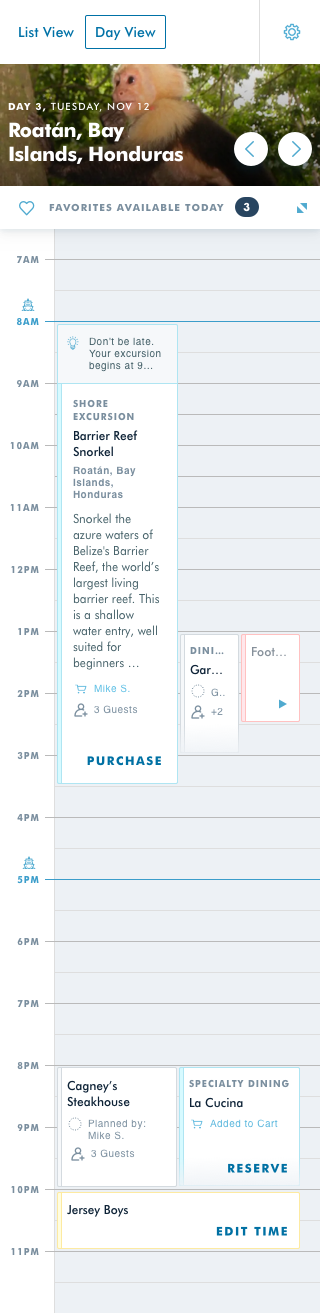 List View
Day View
DAY 3, TUESDAY, NOV 12
Roatán, Bay
Islands, Honduras
FAVORITES AVAILABLE TODAY 3
7AM
8AM
Don't be late.
Your excursion
begins at 9...
9AM
SHORE
EXCURSION
Barrier Reef
Snorkel
10AM
Roatán, Bay
Islands,
Honduras
11AM
Snorkel the
azure waters of
Belize's Barrier
Reef, the world's
largest living
barrier reef. This
is a shallow
water entry, well
suited for
beginners ...
12PM
1PM
Mike S.
3 Guests
PURCHASE
DINI...
Gar...
G..
+2
Foot...
2PM
3PM
4PM
5PM
6PM
7PM
8PM
Cagney's
Steakhouse
Planned by:
Mike S.
3 Guests
SPECIALTY DINING
La Cucina
Added to Cart
RESERVE
9PM
10PM
Jersey Boys
EDIT TIME
11PM